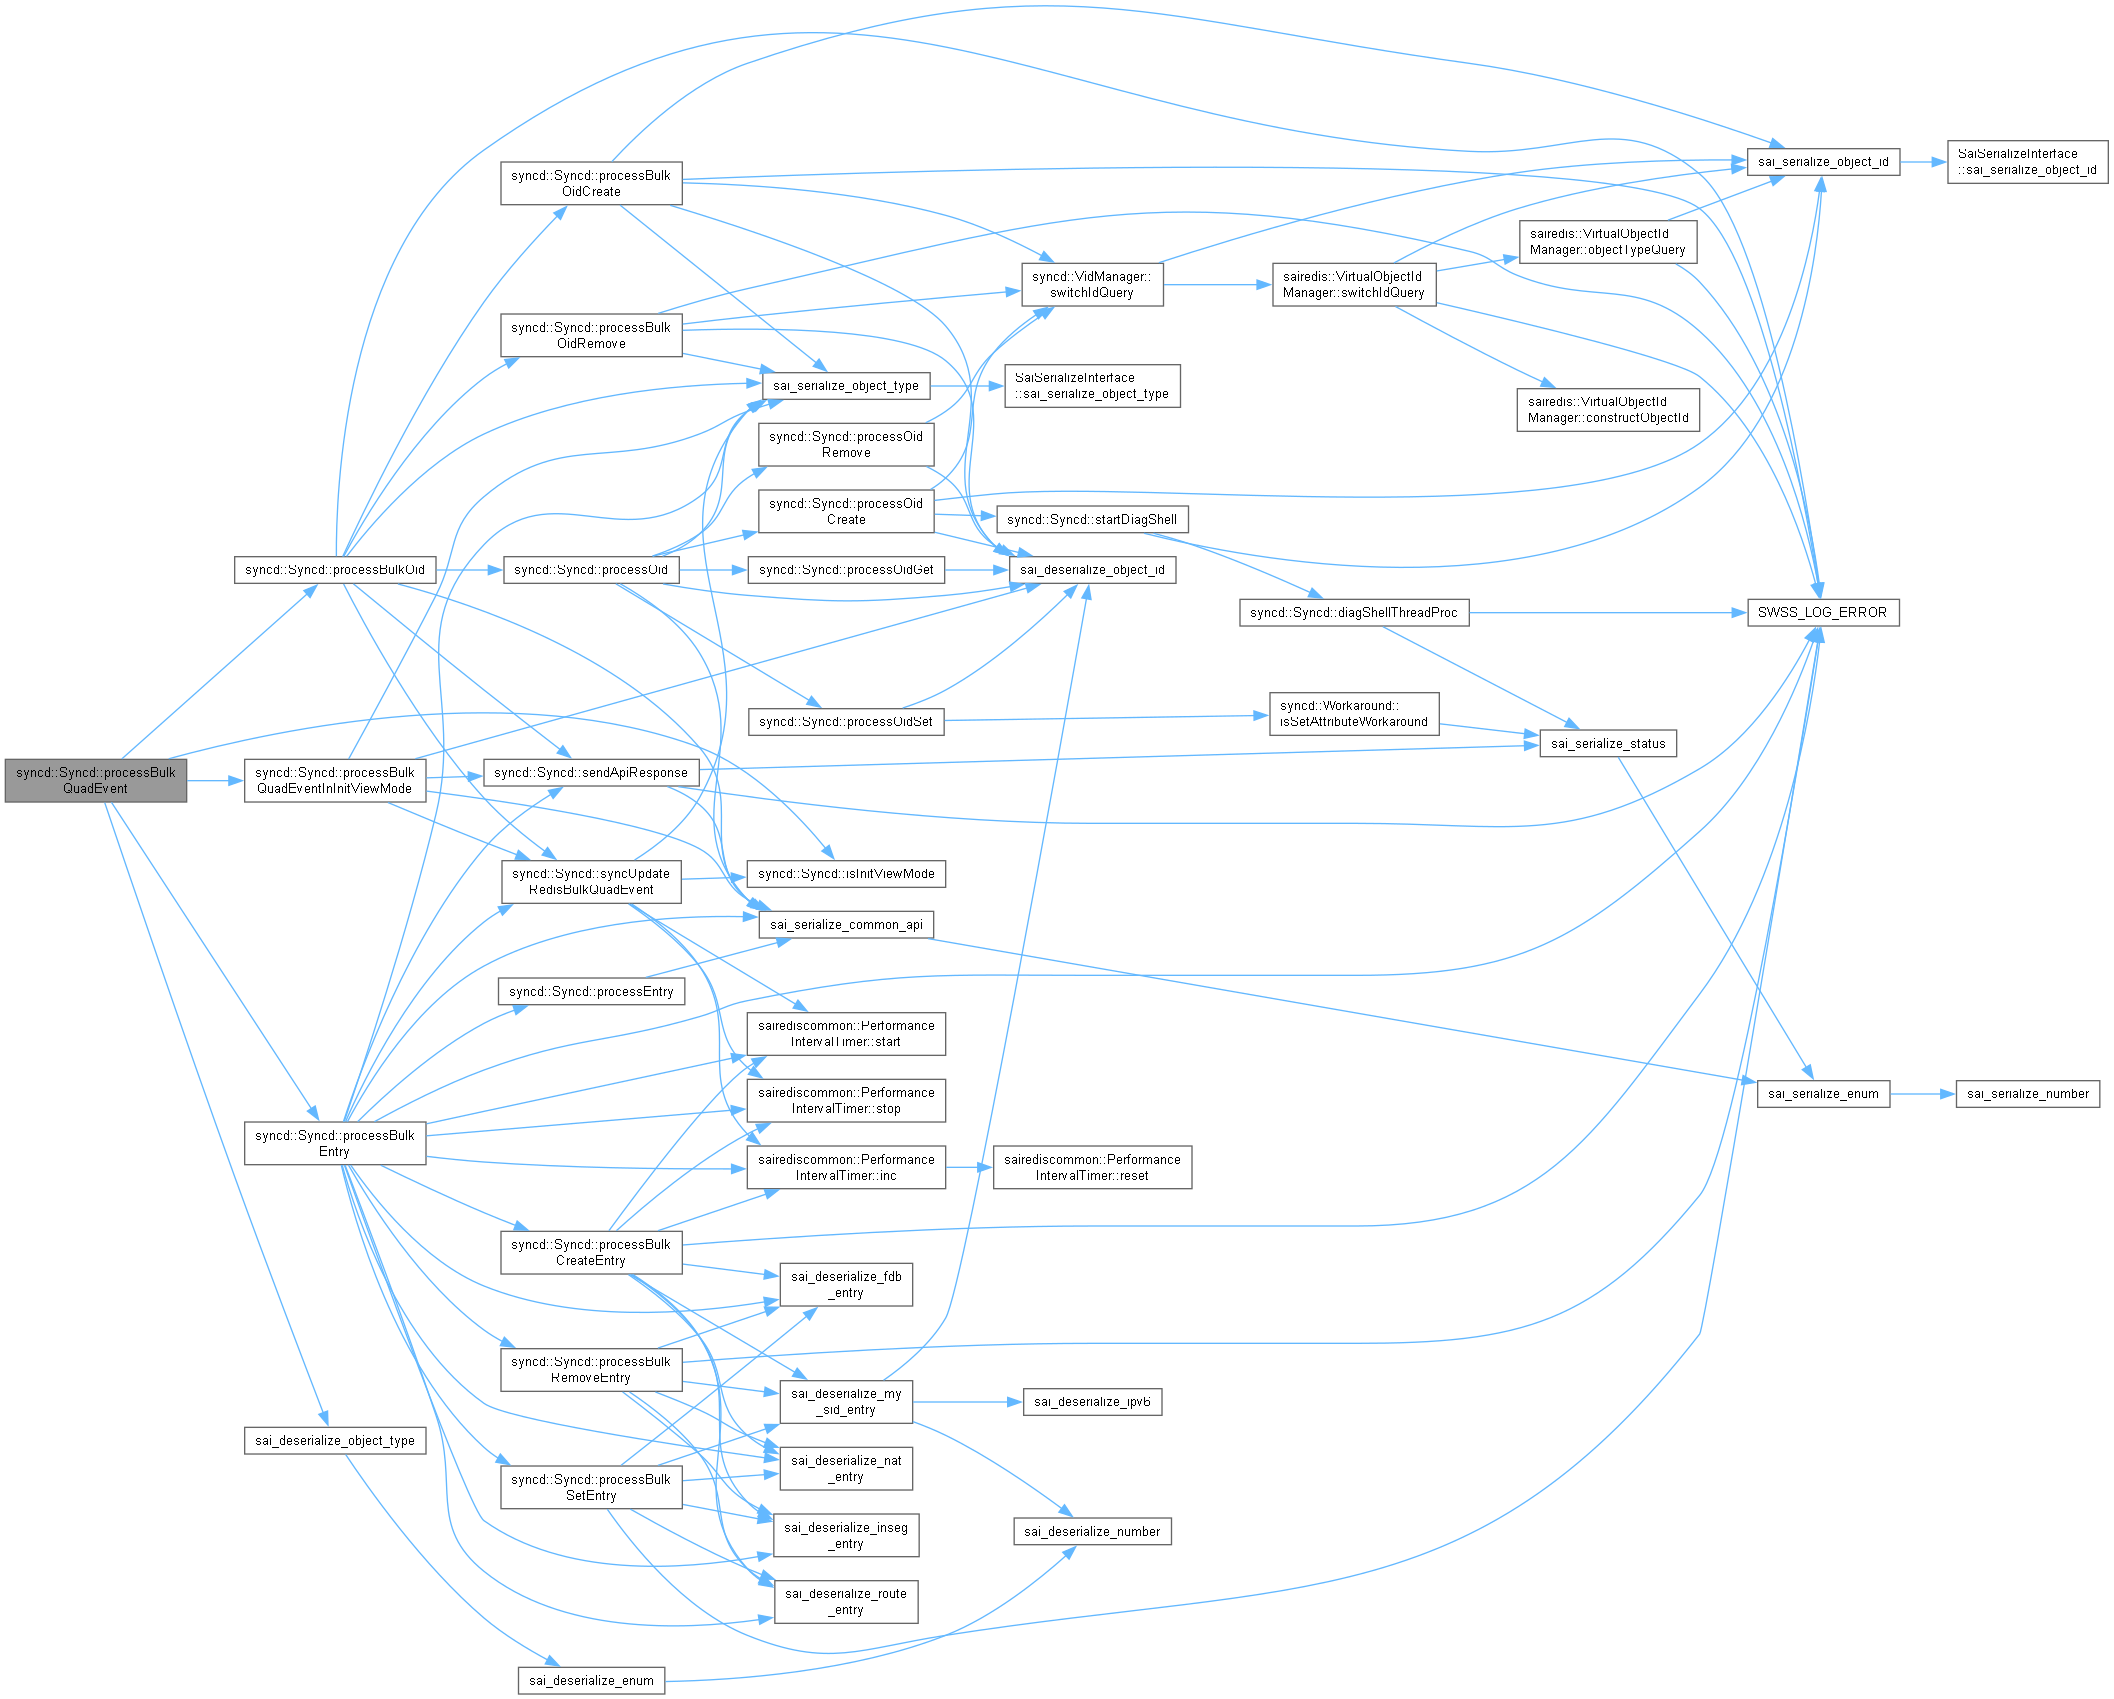 syncd::Syncd::processBulk
QuadEvent
syncd::Syncd::processBulkOid
syncd::Syncd::processBulk
QuadEventInInitViewMode
syncd::Syncd::processBulk
Entry
sai_deserialize_object_type
syncd::Syncd::processBulk
OidCreate
syncd::Syncd::processBulk
OidRemove
syncd::Syncd::processOid
syncd::Syncd::sendApiResponse
syncd::Syncd::syncUpdate
RedisBulkQuadEvent
syncd::Syncd::processEntry
syncd::Syncd::processBulk
CreateEntry
syncd::Syncd::processBulk
RemoveEntry
syncd::Syncd::processBulk
SetEntry
sai_deserialize_enum
sai_serialize_object_type
syncd::Syncd::processOid
Remove
syncd::Syncd::processOid
Create
syncd::Syncd::processOidGet
syncd::Syncd::processOidSet
syncd::Syncd::isInitViewMode
sai_serialize_common_api
sairediscommon::Performance
IntervalTimer::start
sairediscommon::Performance
IntervalTimer::stop
sairediscommon::Performance
IntervalTimer::inc
sai_deserialize_fdb
_entry
sai_deserialize_my
_sid_entry
sai_deserialize_nat
_entry
sai_deserialize_inseg
_entry
sai_deserialize_route
_entry
syncd::VidManager::
switchIdQuery
SaiSerializeInterface
::sai_serialize_object_type
syncd::Syncd::startDiagShell
sai_deserialize_object_id
sairediscommon::Performance
IntervalTimer::reset
sai_deserialize_ipv6
sai_deserialize_number
sairedis::VirtualObjectId
Manager::switchIdQuery
syncd::Syncd::diagShellThreadProc
syncd::Workaround::
isSetAttributeWorkaround
sairedis::VirtualObjectId
Manager::objectTypeQuery
sairedis::VirtualObjectId
Manager::constructObjectId
sai_serialize_status
sai_serialize_object_id
SWSS_LOG_ERROR
sai_serialize_enum
SaiSerializeInterface
::sai_serialize_object_id
sai_serialize_number